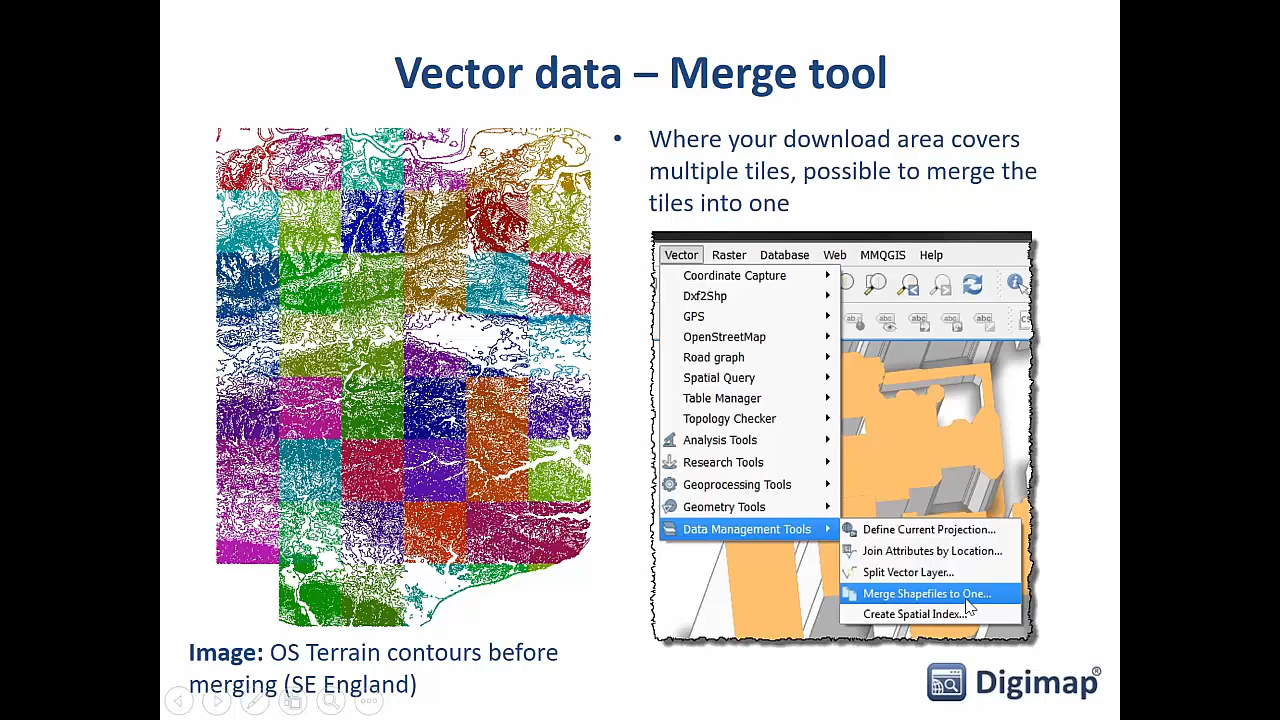 Vector data – Merge tool
• Where your download area covers
multiple tiles, possible to merge the
tiles into one
Vector Raster Database Web MMQGIS Help
Coordinate Capture
Dxf2Shp
GPS
OpenStreetMap
Road graph
Spatial Query
Table Manager
Topology Checker
Analysis Tools
Research Tools
Geoprocessing Tools
Geometry Tools
Data Management Tools
Define Current Projection...
Join Attributes by Location...
Split Vector Layer...
Merge Shapefiles to One...
Create Spatial Index...
abc abc abc
Image: OS Terrain contours before
merging (SE England)
Digimap®